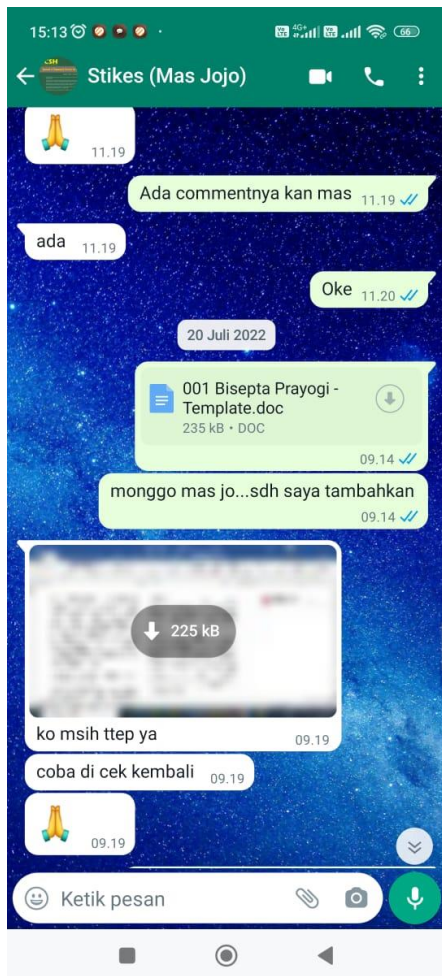 15:13
4G+
66
Stikes (Mas Jojo)
11.19
Ada commentnya kan mas 11.19
ada 11.19
Oke 11.20
20 Juli 2022
001 Bisepta Prayogi -
Template.doc
235 kB • DOC
09.14
monggo mas jo...sdh saya tambahkan
09.14
225 kB
ko msih ttep ya 09.19
coba di cek kembali 09.19
09.19
Ketik pesan